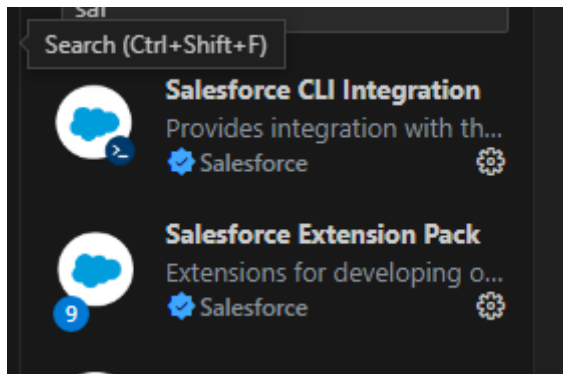 sal
Search (Ctrl+Shift+F)
Salesforce CLI Integration
Provides integration with th...
Salesforce
Salesforce Extension Pack
Extensions for developing o...
9
Salesforce